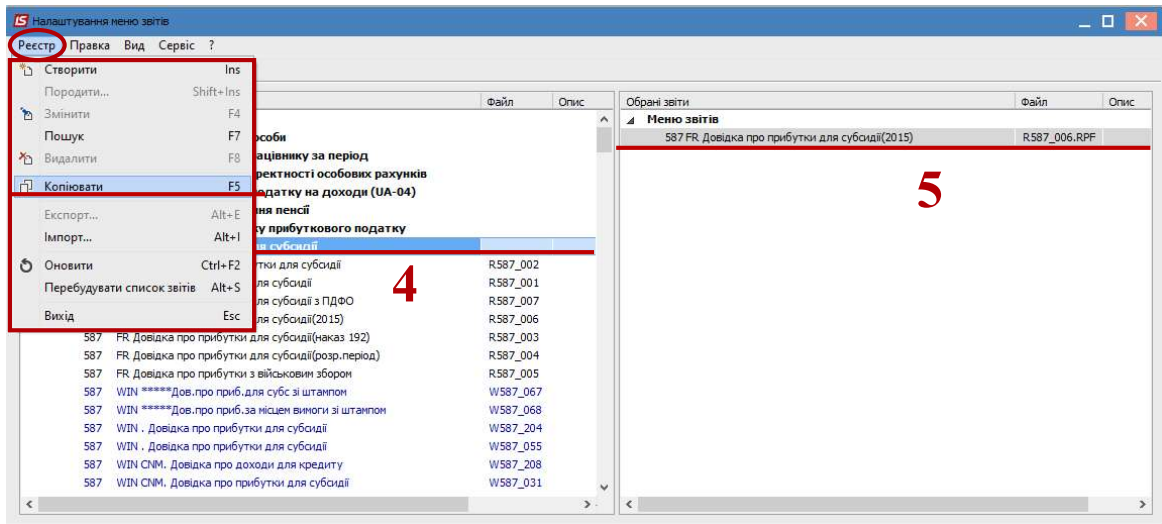 Налаштування меню звітів
Реєстр Правка Вид Сервіс ?
Створити Ins
Породити... Shift+Ins
Змінити F4
Пошук F7
Видалити F8
Копіювати F5
Експорт... Alt+E
Імпорт... Alt+I
Оновити Ctrl+F2
Перебудувати список звітів Alt+S
Вихід Esc
Файл Опис
особи
ацівнику за період
ректності особових рахунків
одатку на доходи (UA-04)
ня пенсії
ку прибуткового податку
ля субсидії
тки для субсидії R587_002
ля субсидії R587_001
ля субсидії з ПДФО R587_007
ля субсидії(2015) R587_006
587 FR Довідка про прибутки для субсидії(наказ 192) R587_003
587 FR Довідка про прибутки для субсидії(розр.період) R587_004
587 FR Довідка про прибутки з військовим збором R587_005
587 WIN *****Дов.про приб.для субс зі штампом W587_067
587 WIN *****Дов.про приб.за місцем вимоги зі штампом W587_068
587 WIN . Довідка про прибутки для субсидії W587_204
587 WIN . Довідка про прибутки для субсидії W587_055
587 WIN CNM. Довідка про доходи для кредиту W587_208
587 WIN CNM. Довідка про прибутки для субсидії W587_031
4
Обрані звіти Файл Опис
Меню звітів
587 FR Довідка про прибутки для субсидії(2015) R587_006.RPF
5